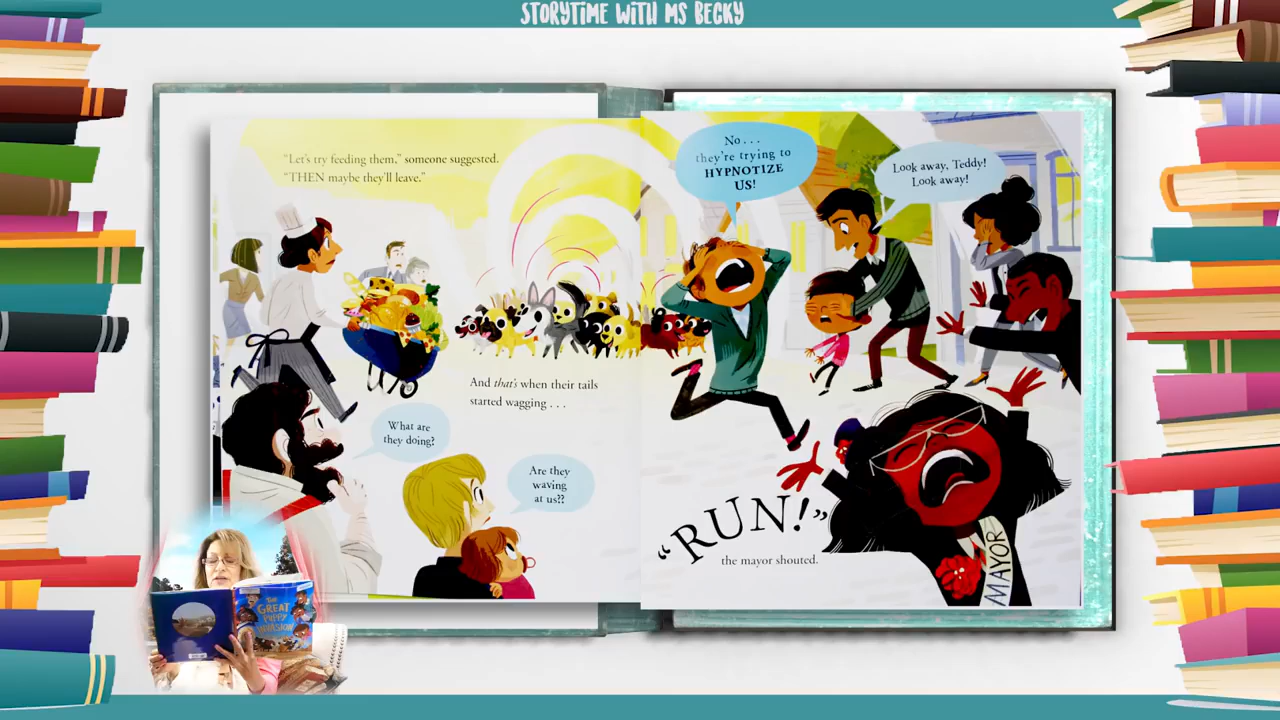 STORYTIME WITH MS BECKY
“Let’s try feeding them,” someone suggested.
“THEN maybe they’ll leave.”
And that’s when their tails
started wagging . . .
What are
they doing?
Are they
waving
at us??
No . . .
they’re trying to
HYPNOTIZE
US!
Look away, Teddy!
Look away!
“RUN!”
the mayor shouted.
MAYOR
THE
GREAT
PUPPY
INVASION